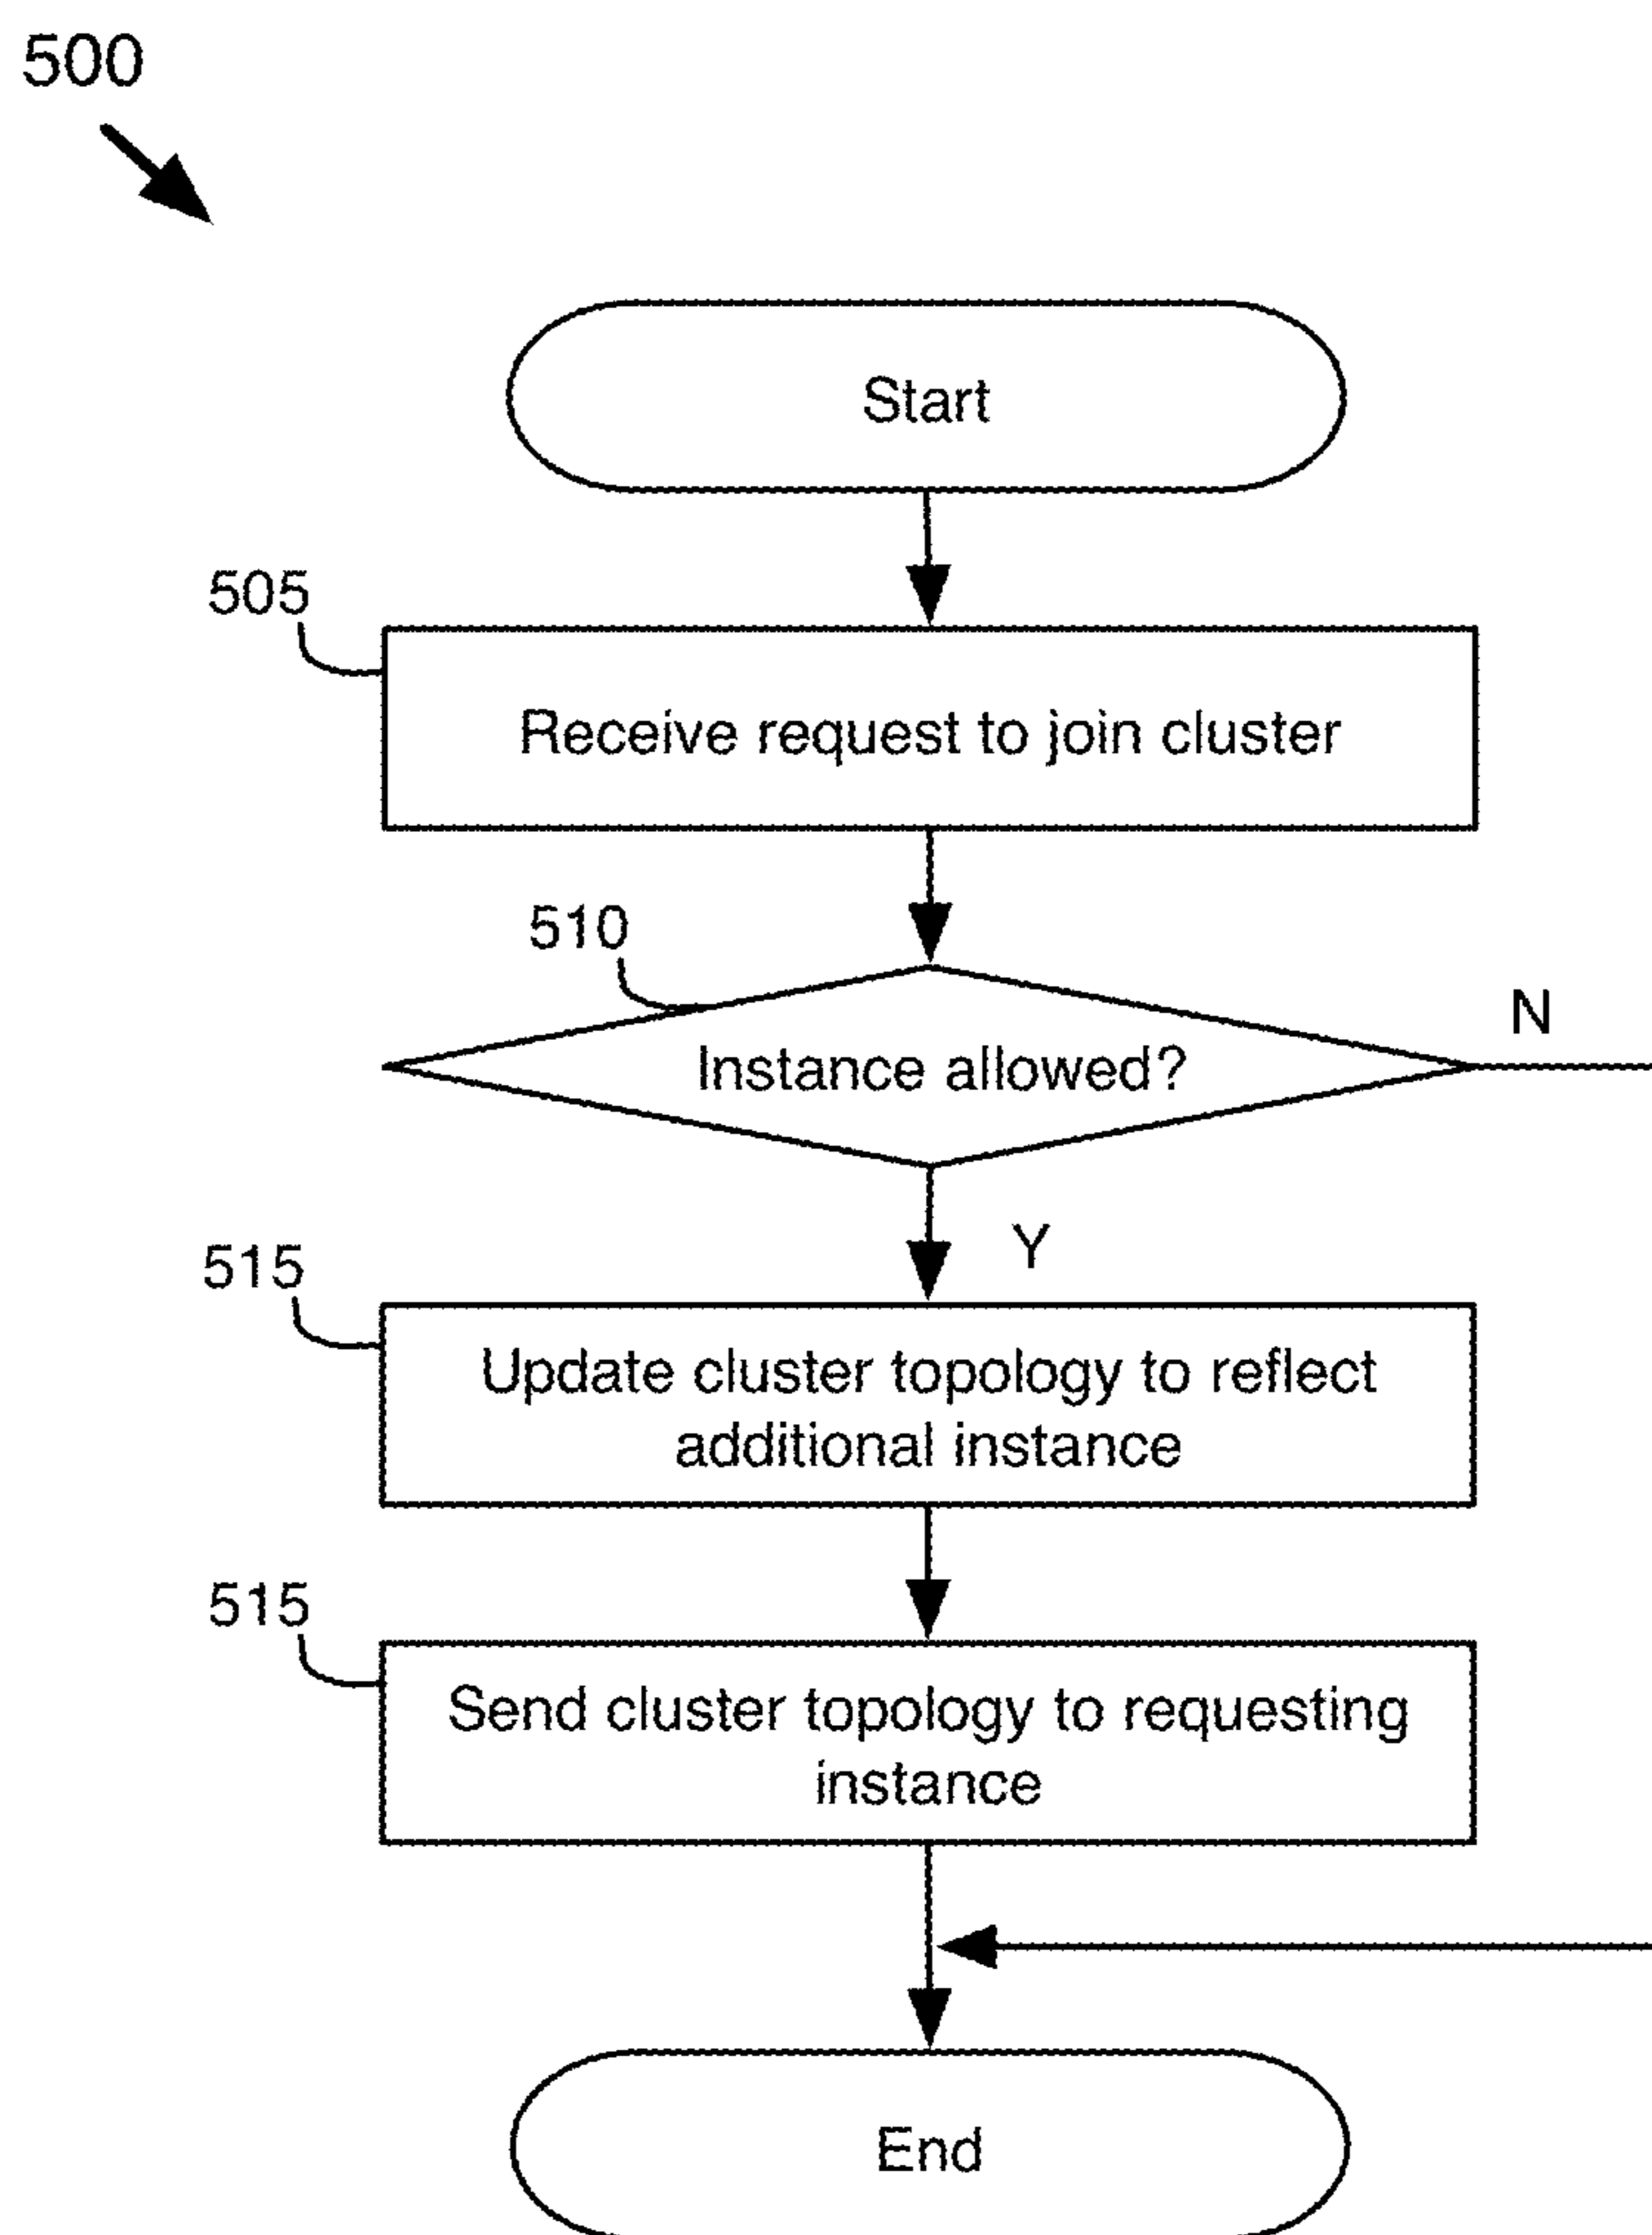 500
Start
505
Receive request to join cluster
510
N
Instance allowed?
Y
515
Update cluster topology to reflect
additional instance
515
Send cluster topology to requesting
instance
End